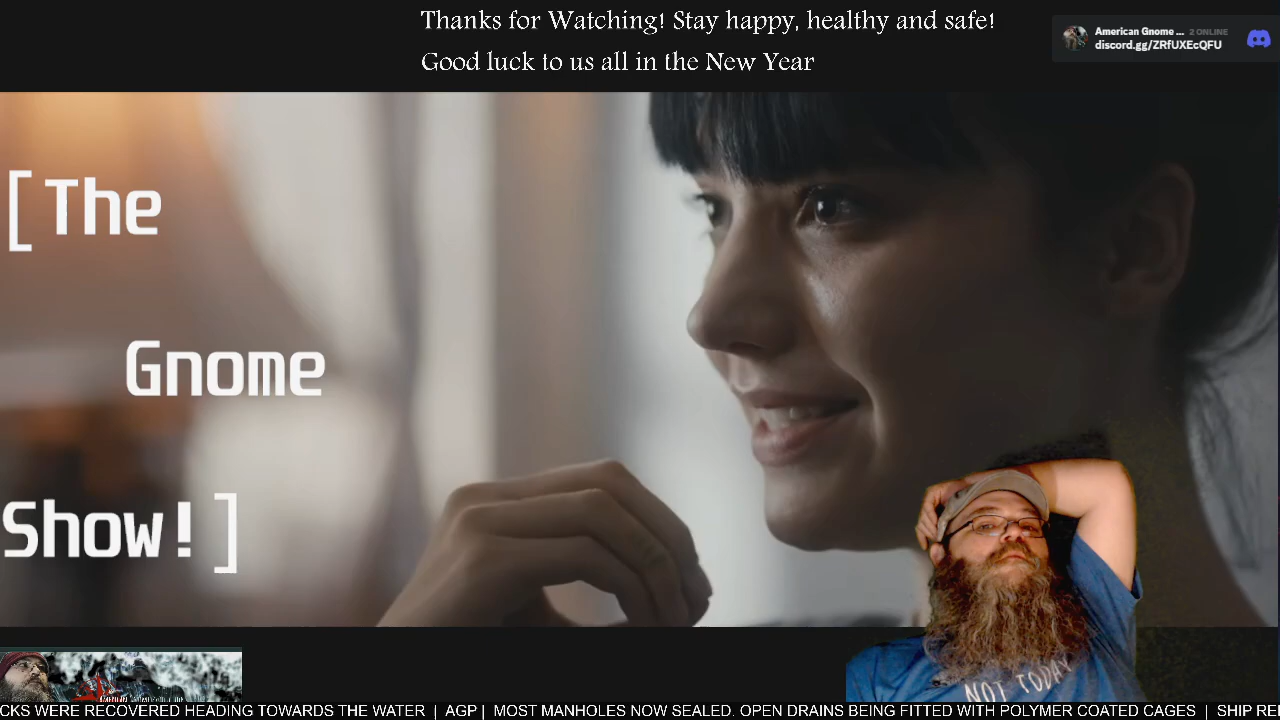 Thanks for Watching! Stay happy, healthy and safe!
Good luck to us all in the New Year
American Gnome ... 2 ONLINE
discord.gg/ZRfUXEcQFU
[The
Gnome
Show!]
NOT TODAY
CKS WERE RECOVERED HEADING TOWARDS THE WATER | AGP | MOST MANHOLES NOW SEALED. OPEN DRAINS BEING FITTED WITH POLYMER COATED CAGES | SHIP RE